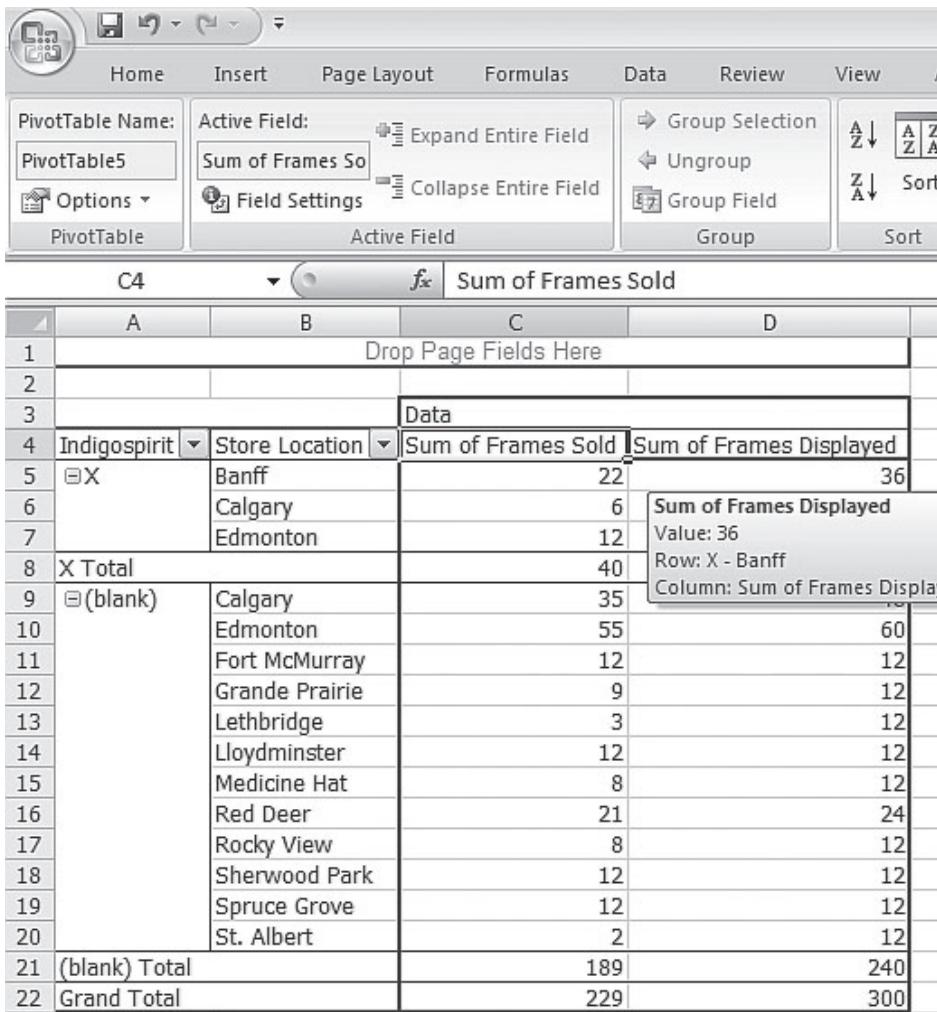 Home Insert Page Layout Formulas Data Review View
PivotTable Name: Active Field: Expand Entire Field Group Selection
PivotTable5 Sum of Frames So Ungroup
Options Field Settings Collapse Entire Field Group Field Sort
PivotTable Active Field Group Sort
C4 fx Sum of Frames Sold
A B C D
1 Drop Page Fields Here
2
3 Data
4 Indigospirit Store Location Sum of Frames Sold Sum of Frames Displayed
5 X Banff 22 36
6 Calgary 6
7 Edmonton 12
8 X Total 40
Sum of Frames Displayed
Value: 36
Row: X - Banff
Column: Sum of Frames Displa
9 (blank) Calgary 35
10 Edmonton 55 60
11 Fort McMurray 12 12
12 Grande Prairie 9 12
13 Lethbridge 3 12
14 Lloydminster 12 12
15 Medicine Hat 8 12
16 Red Deer 21 24
17 Rocky View 8 12
18 Sherwood Park 12 12
19 Spruce Grove 12 12
20 St. Albert 2 12
21 (blank) Total 189 240
22 Grand Total 229 300